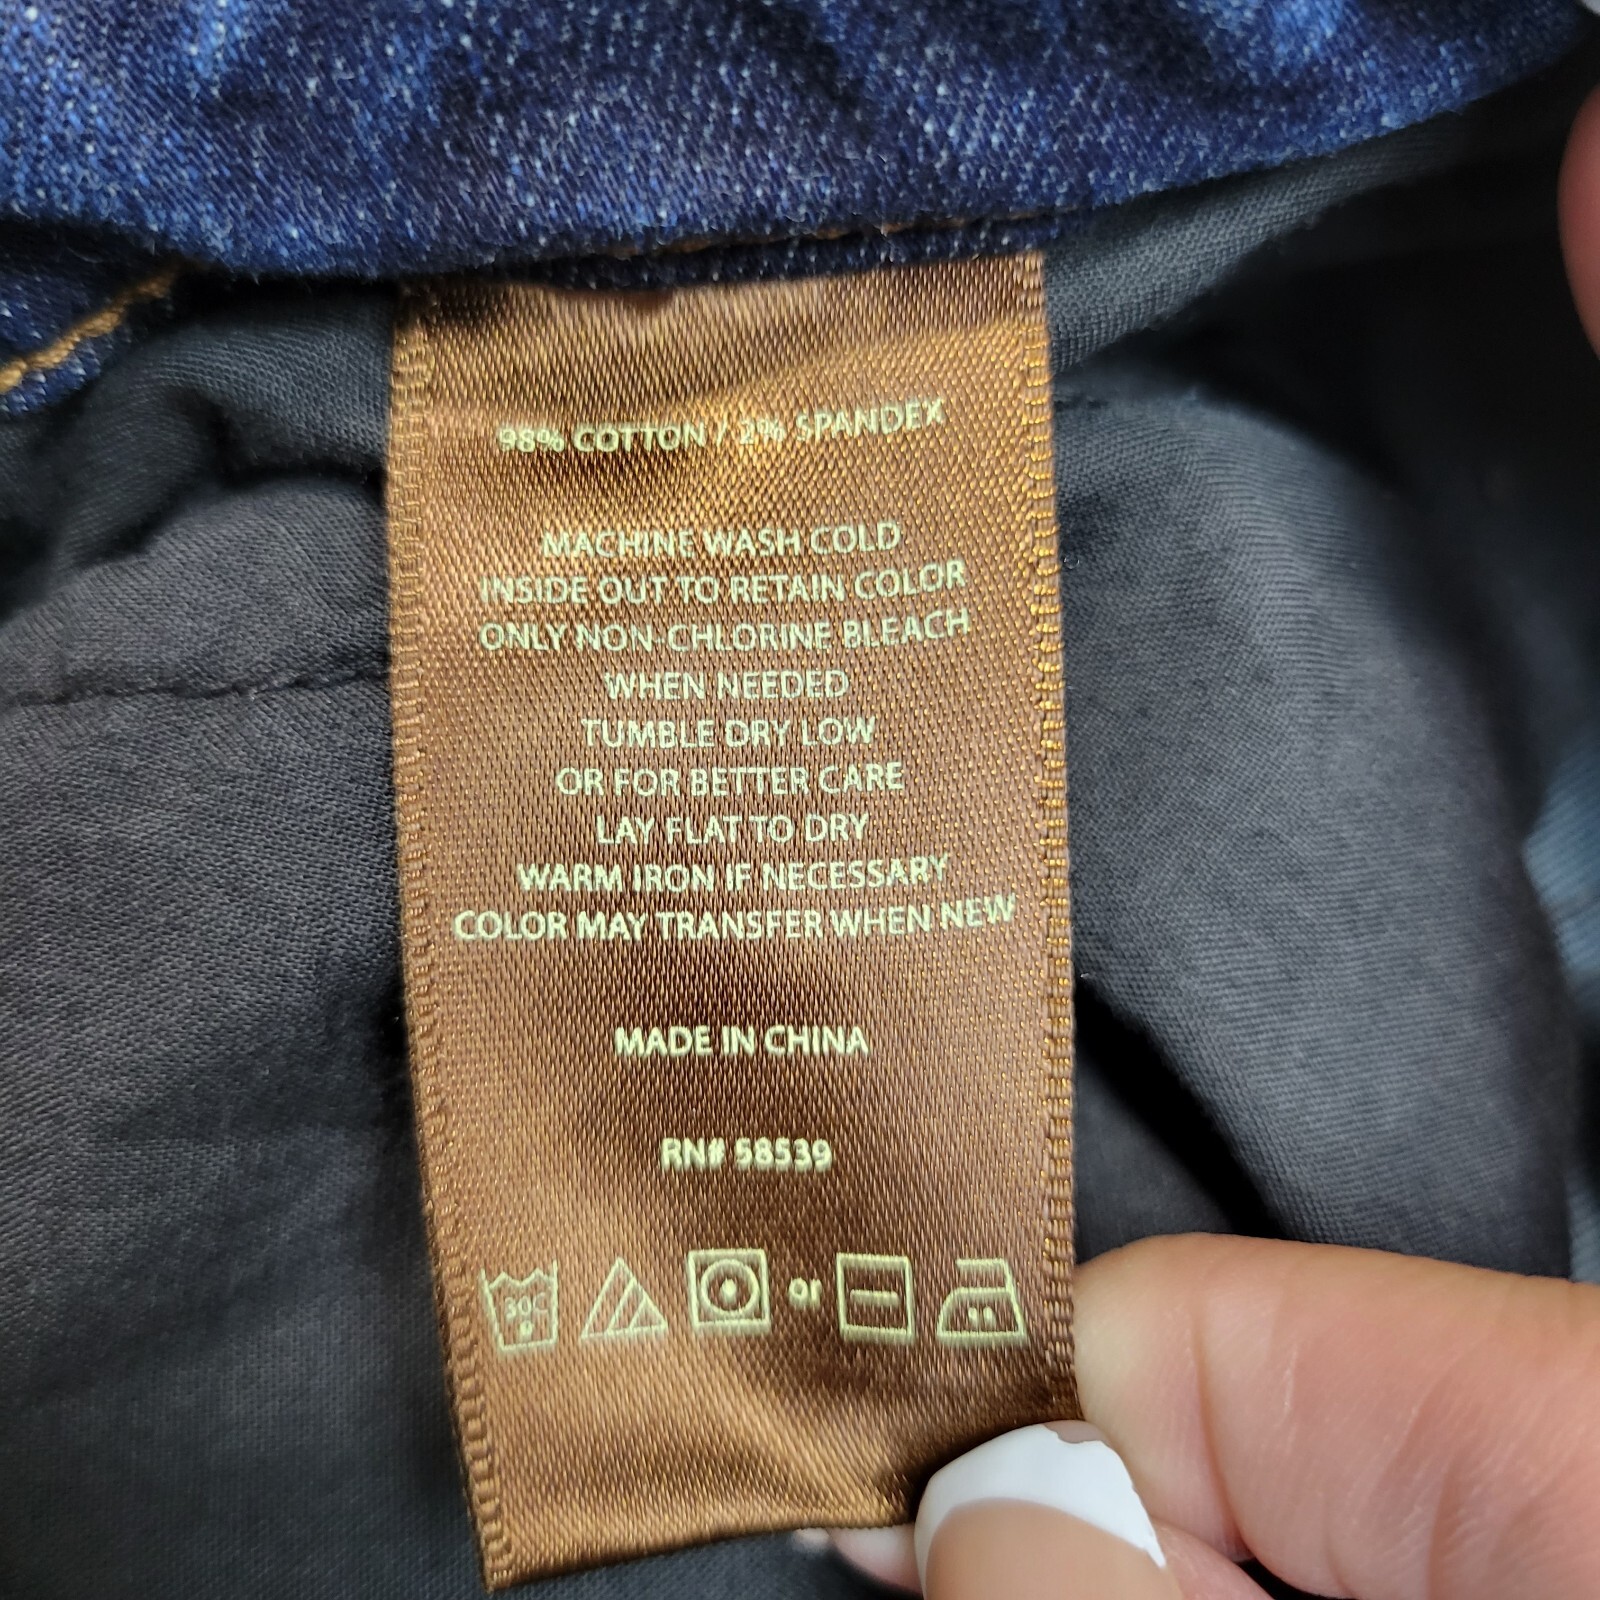 98% COTTON / 2% SPANDEX
MACHINE WASH COLD
INSIDE OUT TO RETAIN COLOR
ONLY NON-CHLORINE BLEACH
WHEN NEEDED
TUMBLE DRY LOW
OR FOR BETTER CARE
LAY FLAT TO DRY
WARM IRON IF NECESSARY
COLOR MAY TRANSFER WHEN NEW
MADE IN CHINA
RN# 58539
30C or